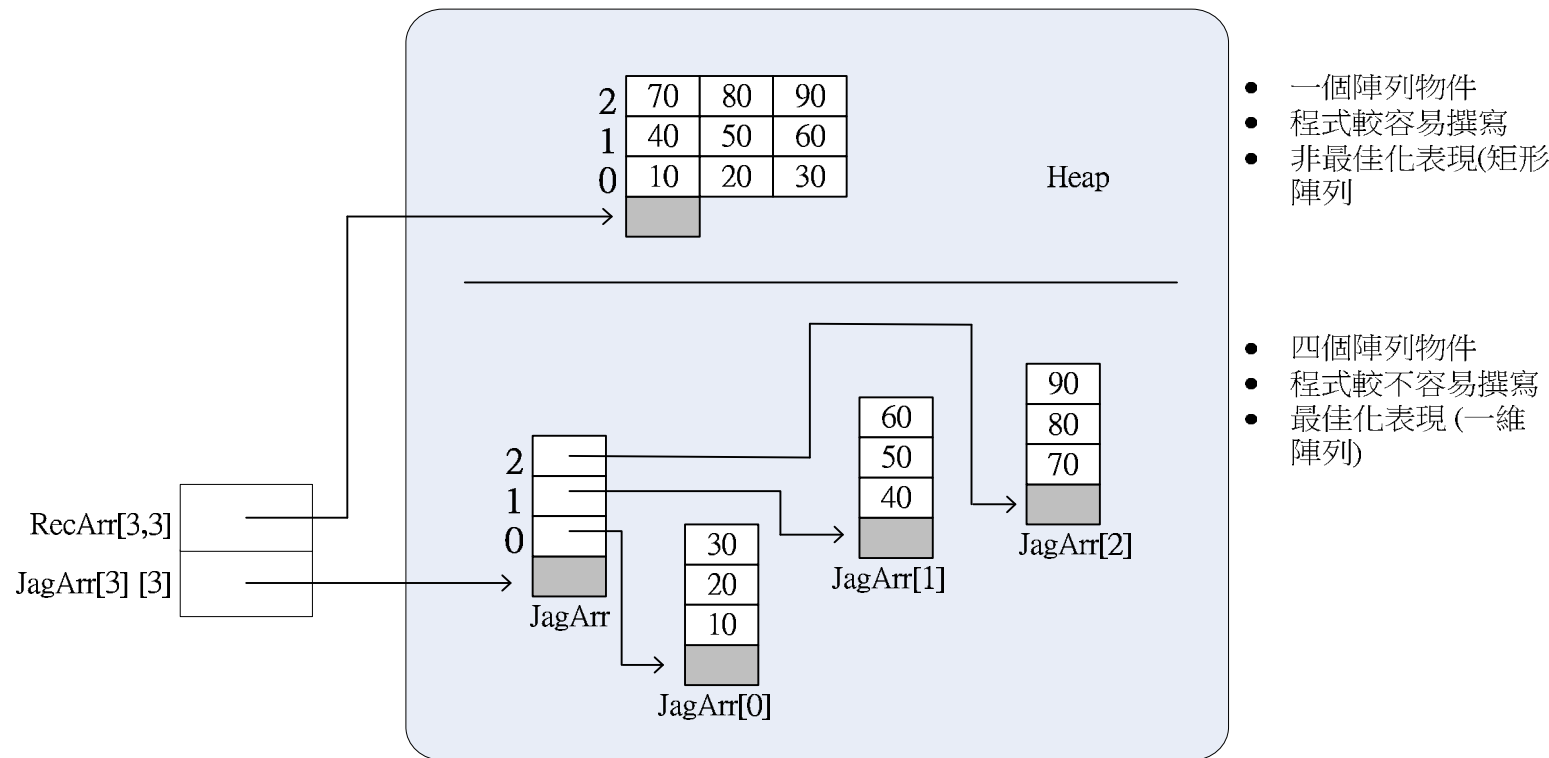 2 70 80 90
1 40 50 60
0 10 20 30
Heap
• 一個陣列物件
• 程式較容易撰寫
• 非最佳化表現(矩形
陣列
RecArr[3,3]
JagArr[3] [3]
2
1
0
JagArr
30
20
10
JagArr[0]
60
50
40
JagArr[1]
90
80
70
JagArr[2]
• 四個陣列物件
• 程式較不容易撰寫
• 最佳化表現 (一維
陣列)